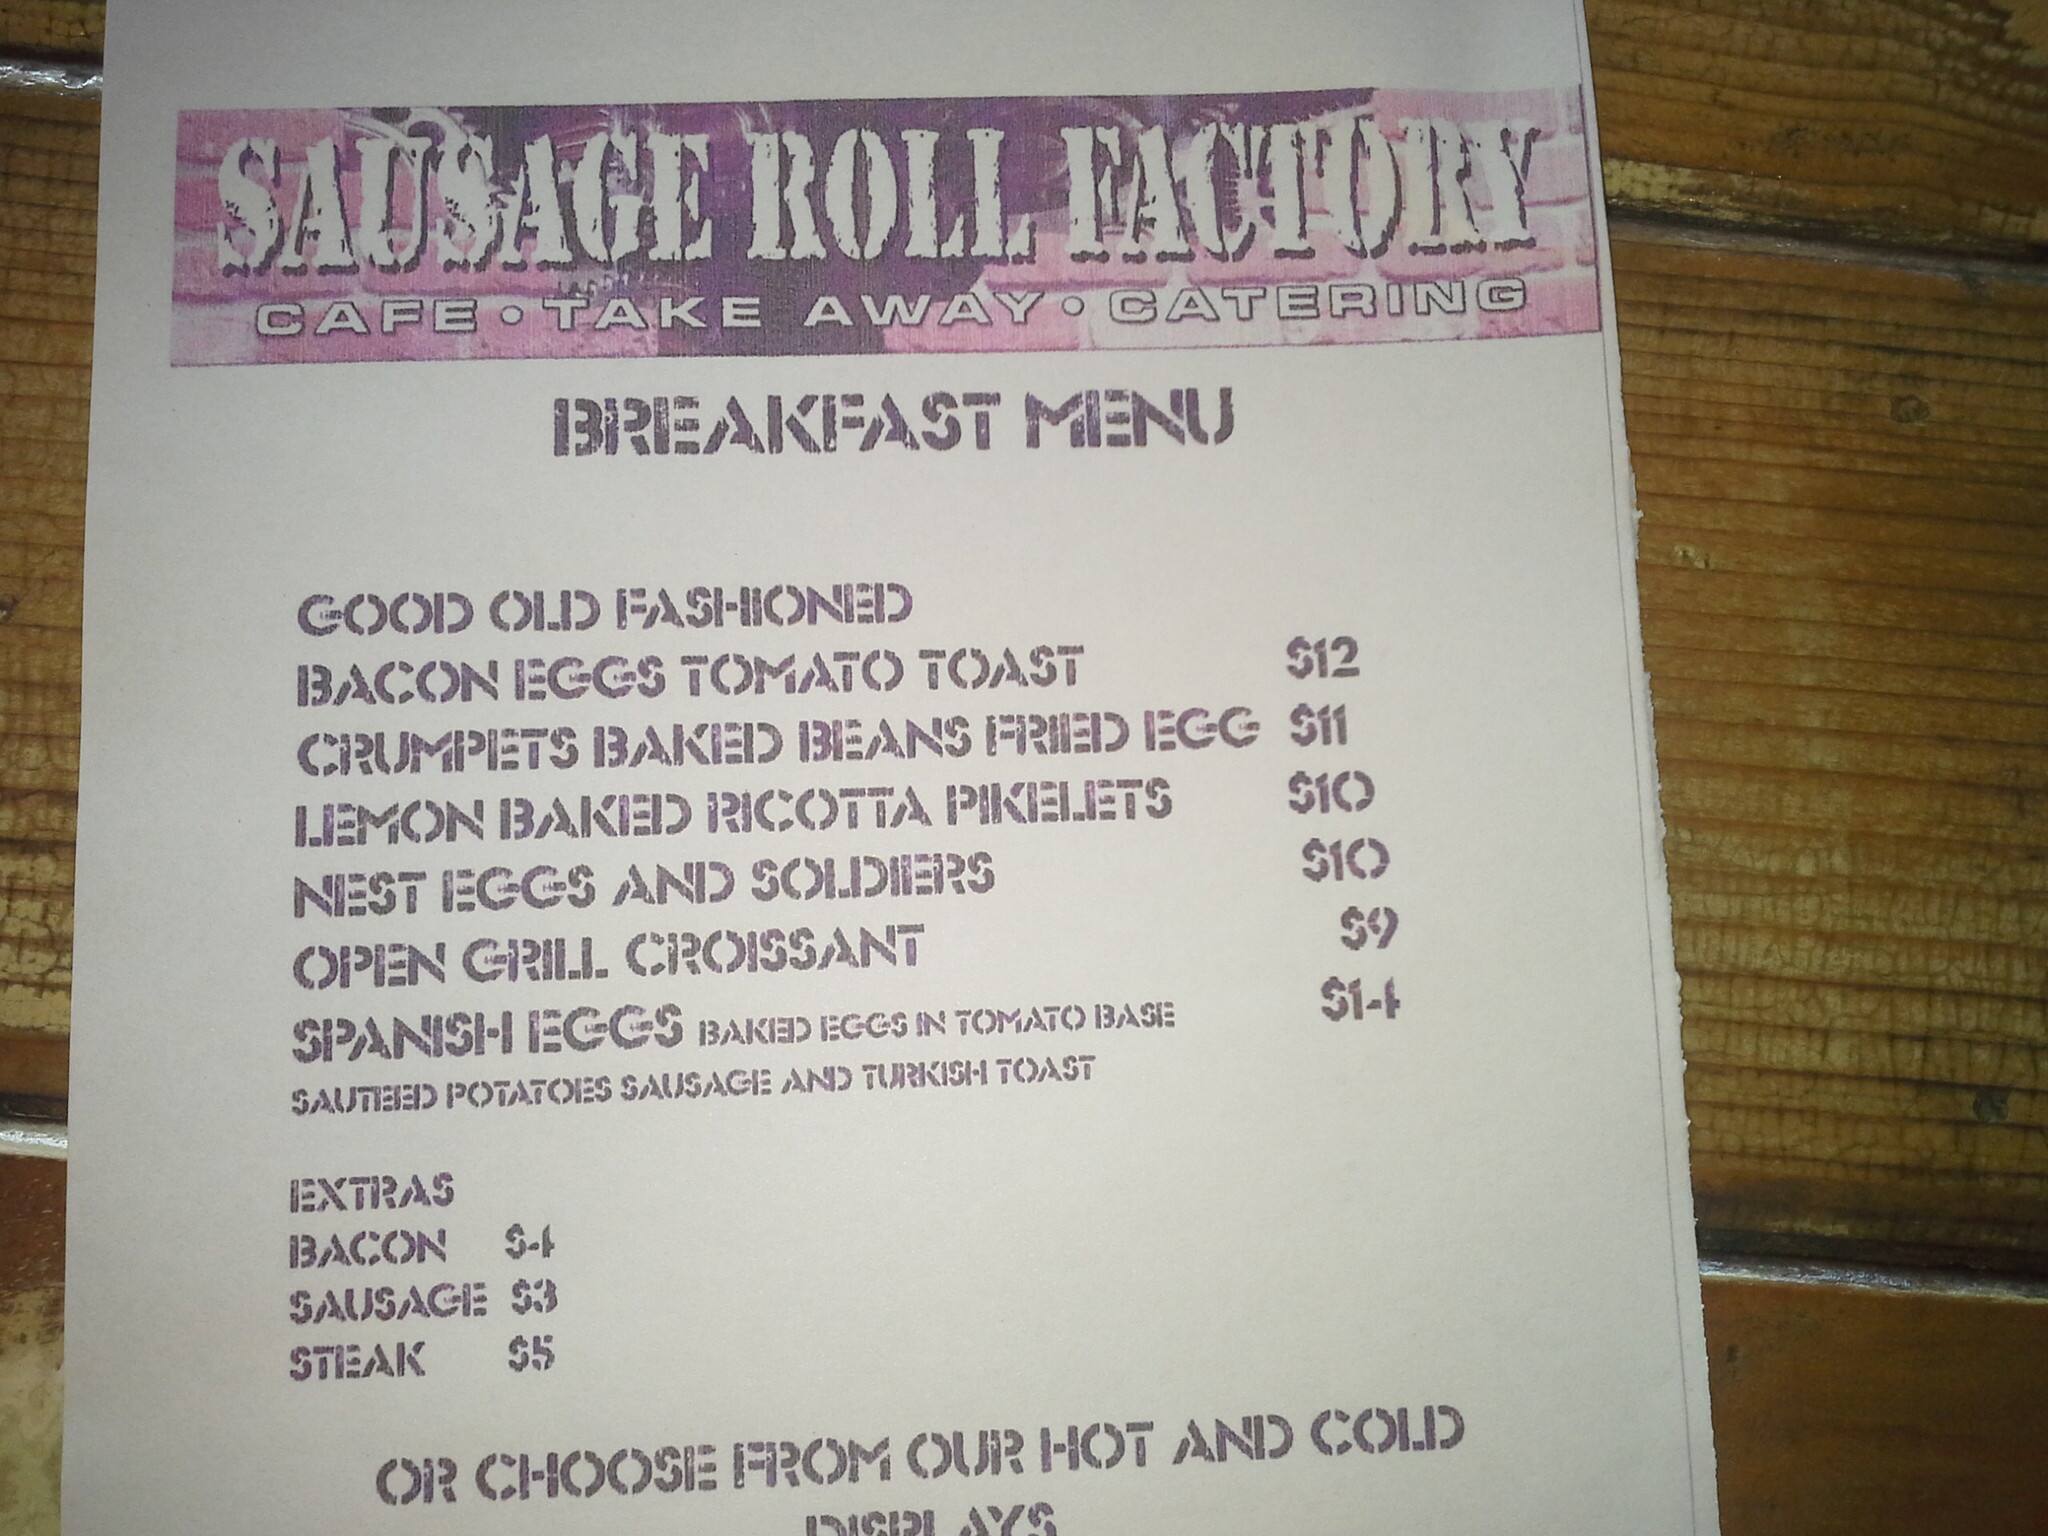 SAUSAGE ROLL FACTORY
CAFE • TAKE AWAY • CATERING
BREAKFAST MENU
GOOD OLD FASHIONED
BACON EGGS TOMATO TOAST $12
CRUMPETS BAKED BEANS FRIED EGG $11
LEMON BAKED RICOTTA PIKELETS $10
NEST EGGS AND SOLDIERS $10
OPEN GRILL CROISSANT $9
SPANISH EGGS BAKED EGGS IN TOMATO BASE $14
SAUTEED POTATOES SAUSAGE AND TURKISH TOAST
EXTRAS
BACON $4
SAUSAGE $3
STEAK $5
OR CHOOSE FROM OUR HOT AND COLD
DISPLAYS